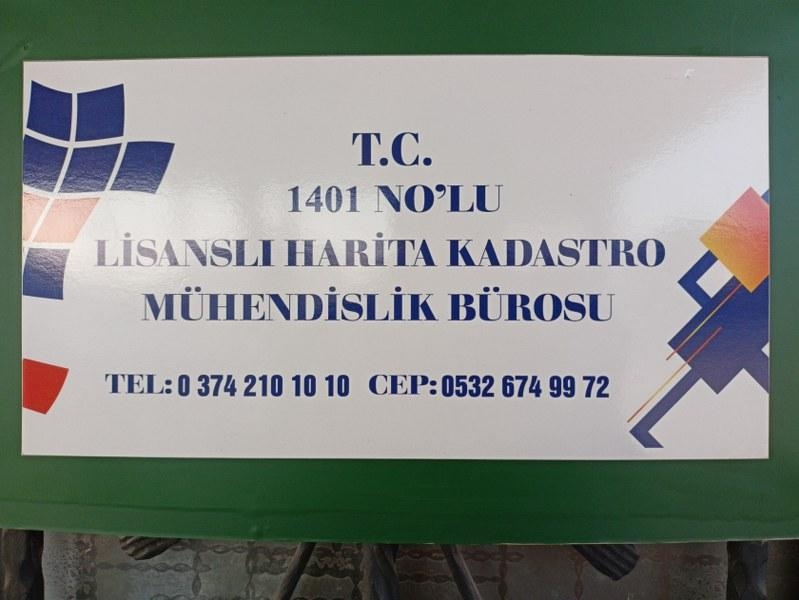 T.C.
1401 NO'LU
LİSANSLI HARİTA KADASTRO
MÜHENDİSLİK BÜROSU
TEL: 0 374 210 10 10 CEP: 0532 674 99 72